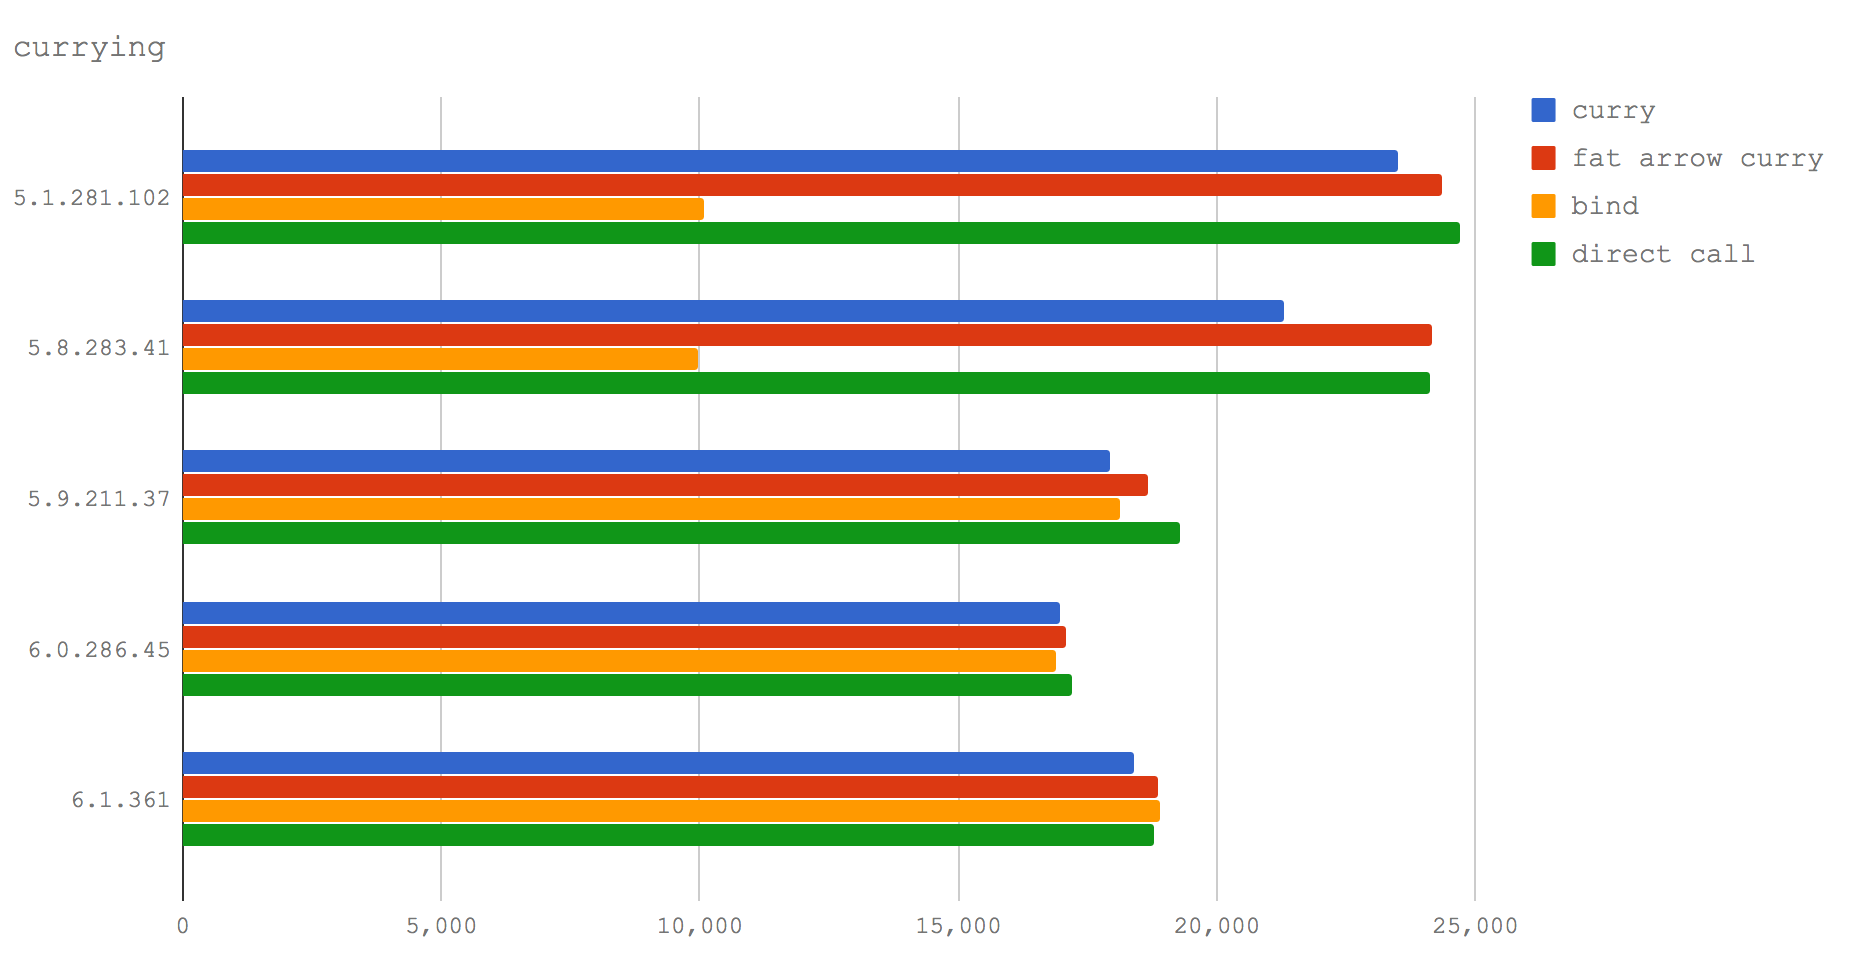 currying
curry
fat arrow curry
bind
direct call
5.1.281.102
5.8.283.41
5.9.211.37
6.0.286.45
6.1.361
0 5,000 10,000 15,000 20,000 25,000